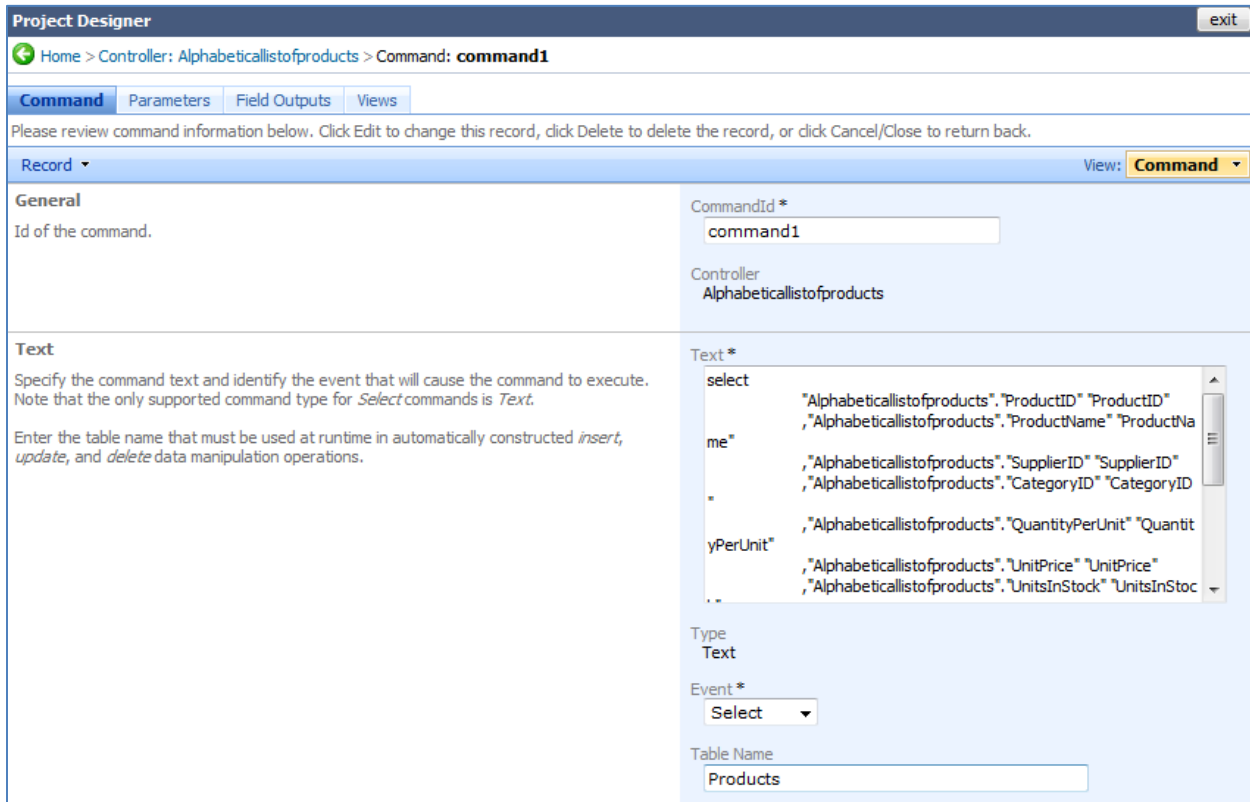 Project Designer
exit
Home > Controller: Alphabeticallistofproducts > Command: command1
Command Parameters Field Outputs Views
Please review command information below. Click Edit to change this record, click Delete to delete the record, or click Cancel/Close to return back.
Record
View: Command
General
Id of the command.
CommandId *
command1
Controller
Alphabeticallistofproducts
Text
Specify the command text and identify the event that will cause the command to execute.
Note that the only supported command type for Select commands is Text.
Enter the table name that must be used at runtime in automatically constructed insert,
update, and delete data manipulation operations.
Text *
select
"Alphabeticallistofproducts"."ProductID" "ProductID"
,"Alphabeticallistofproducts"."ProductName" "ProductNa
me"
,"Alphabeticallistofproducts"."SupplierID" "SupplierID"
,"Alphabeticallistofproducts"."CategoryID" "CategoryID
"
,"Alphabeticallistofproducts"."QuantityPerUnit" "Quantit
yPerUnit"
,"Alphabeticallistofproducts"."UnitPrice" "UnitPrice"
,"Alphabeticallistofproducts"."UnitsInStock" "UnitsInStoc
Type
Text
Event *
Select
Table Name
Products